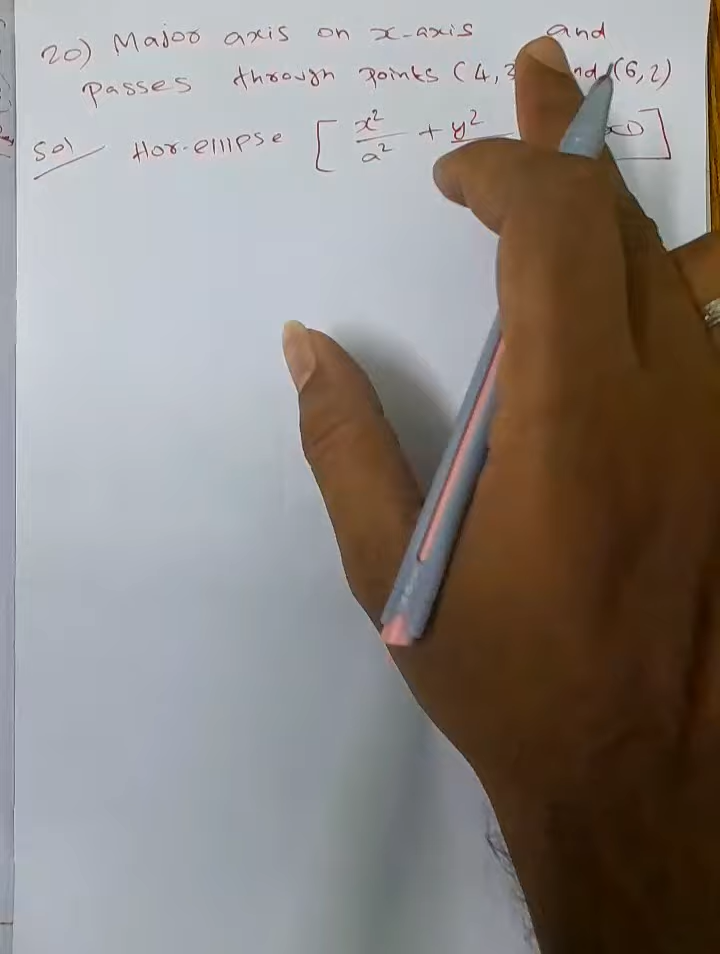 20) Major axis on x-axis and
Passes through points (4, and (6,2)
Sol Hor-ellipse [ x²/a² + y²